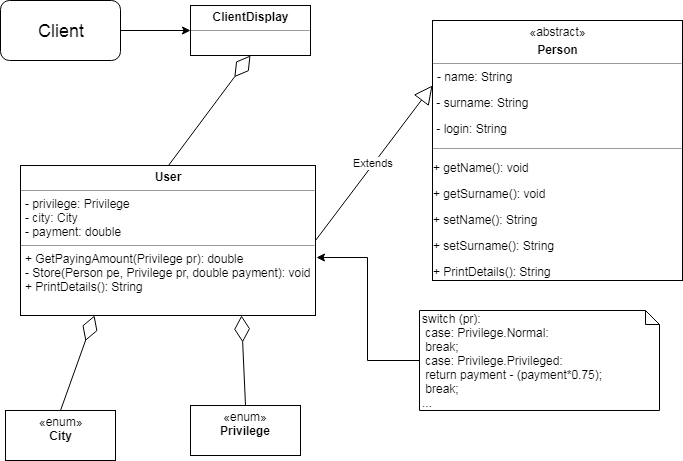 Client
ClientDisplay
«abstract»
Person
- name: String
- surname: String
- login: String
+ getName(): void
+ getSurname(): void
+ setName(): String
+ setSurname(): String
+ PrintDetails(): String
Extends
User
- privilege: Privilege
- city: City
- payment: double
+ GetPayingAmount(Privilege pr): double
- Store(Person pe, Privilege pr, double payment): void
+ PrintDetails(): String
switch (pr):
case: Privilege.Normal:
break;
case: Privilege.Privileged:
return payment - (payment*0.75);
break;
...
«enum»
City
«enum»
Privilege